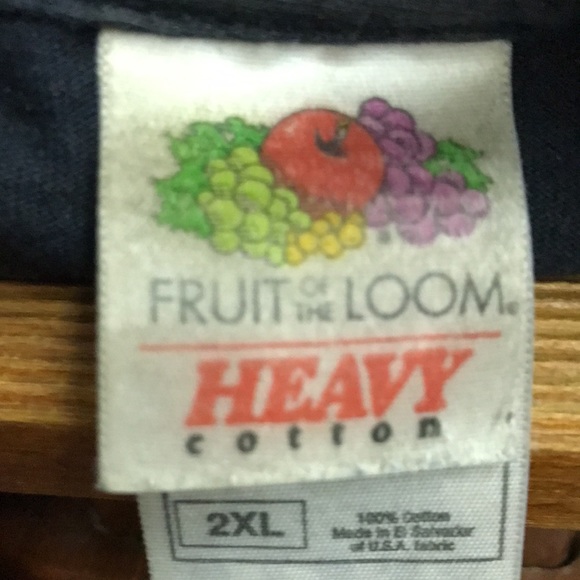 FRUIT OF THE LOOM®
HEAVY
cotton
2XL
100% Cotton
Made in El Salvador
of U.S.A. fabric